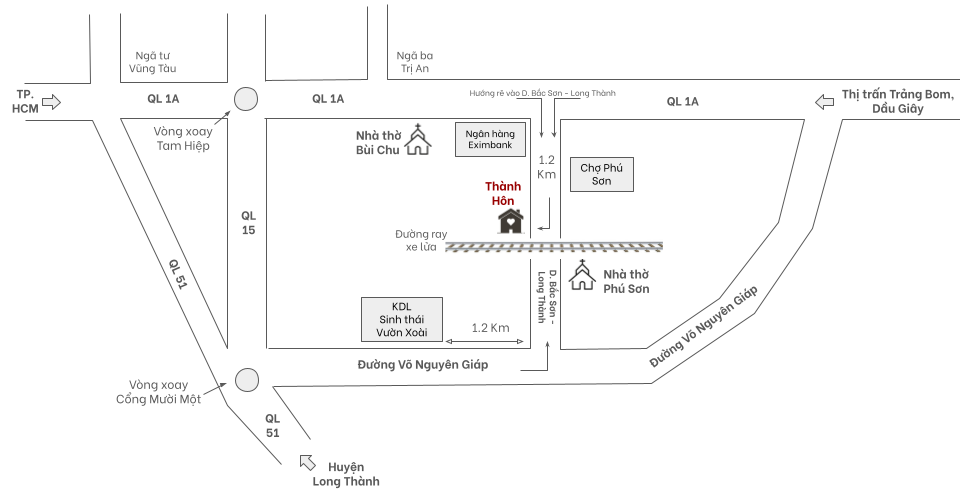 Ngã tư
Vũng Tàu
Ngã ba
Trị An
TP.
HCM
QL 1A
QL 1A
Hướng rẽ vào D. Bắc Sơn - Long Thành
QL 1A
Thị trấn Trảng Bom,
Dầu Giây
Vòng xoay
Tam Hiệp
Nhà thờ
Bùi Chu
Ngân hàng
Eximbank
1.2
Km
Chợ Phú
Sơn
Thành
Hôn
QL
15
Đường ray
xe lửa
QL 51
D. Bắc Sơn -
Long Thành
Nhà thờ
Phú Sơn
KDL
Sinh thái
Vườn Xoài
1.2 Km
Đường Võ Nguyên Giáp
Đường Võ Nguyên Giáp
Vòng xoay
Cổng Mười Một
QL
51
Huyện
Long Thành